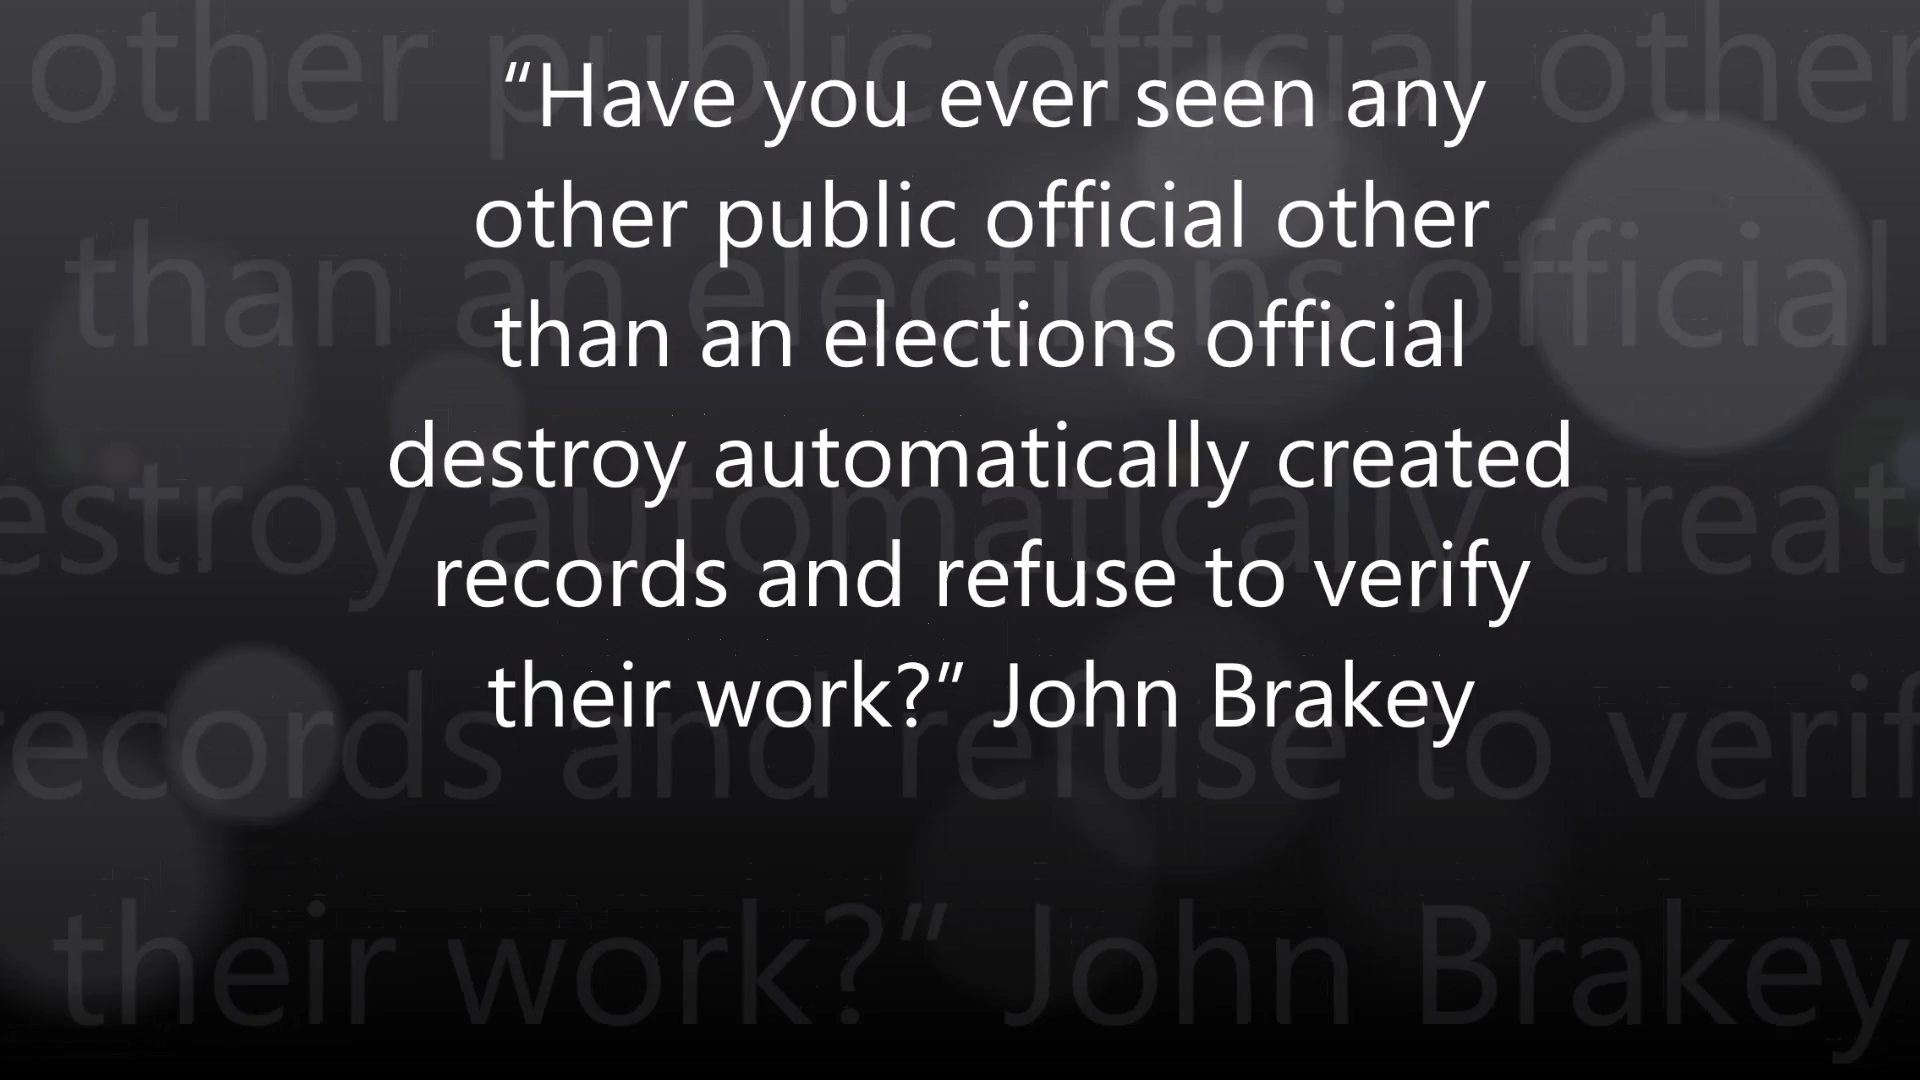 “Have you ever seen any
other public official other
than an elections official
destroy automatically created
records and refuse to verify
their work?” John Brakey